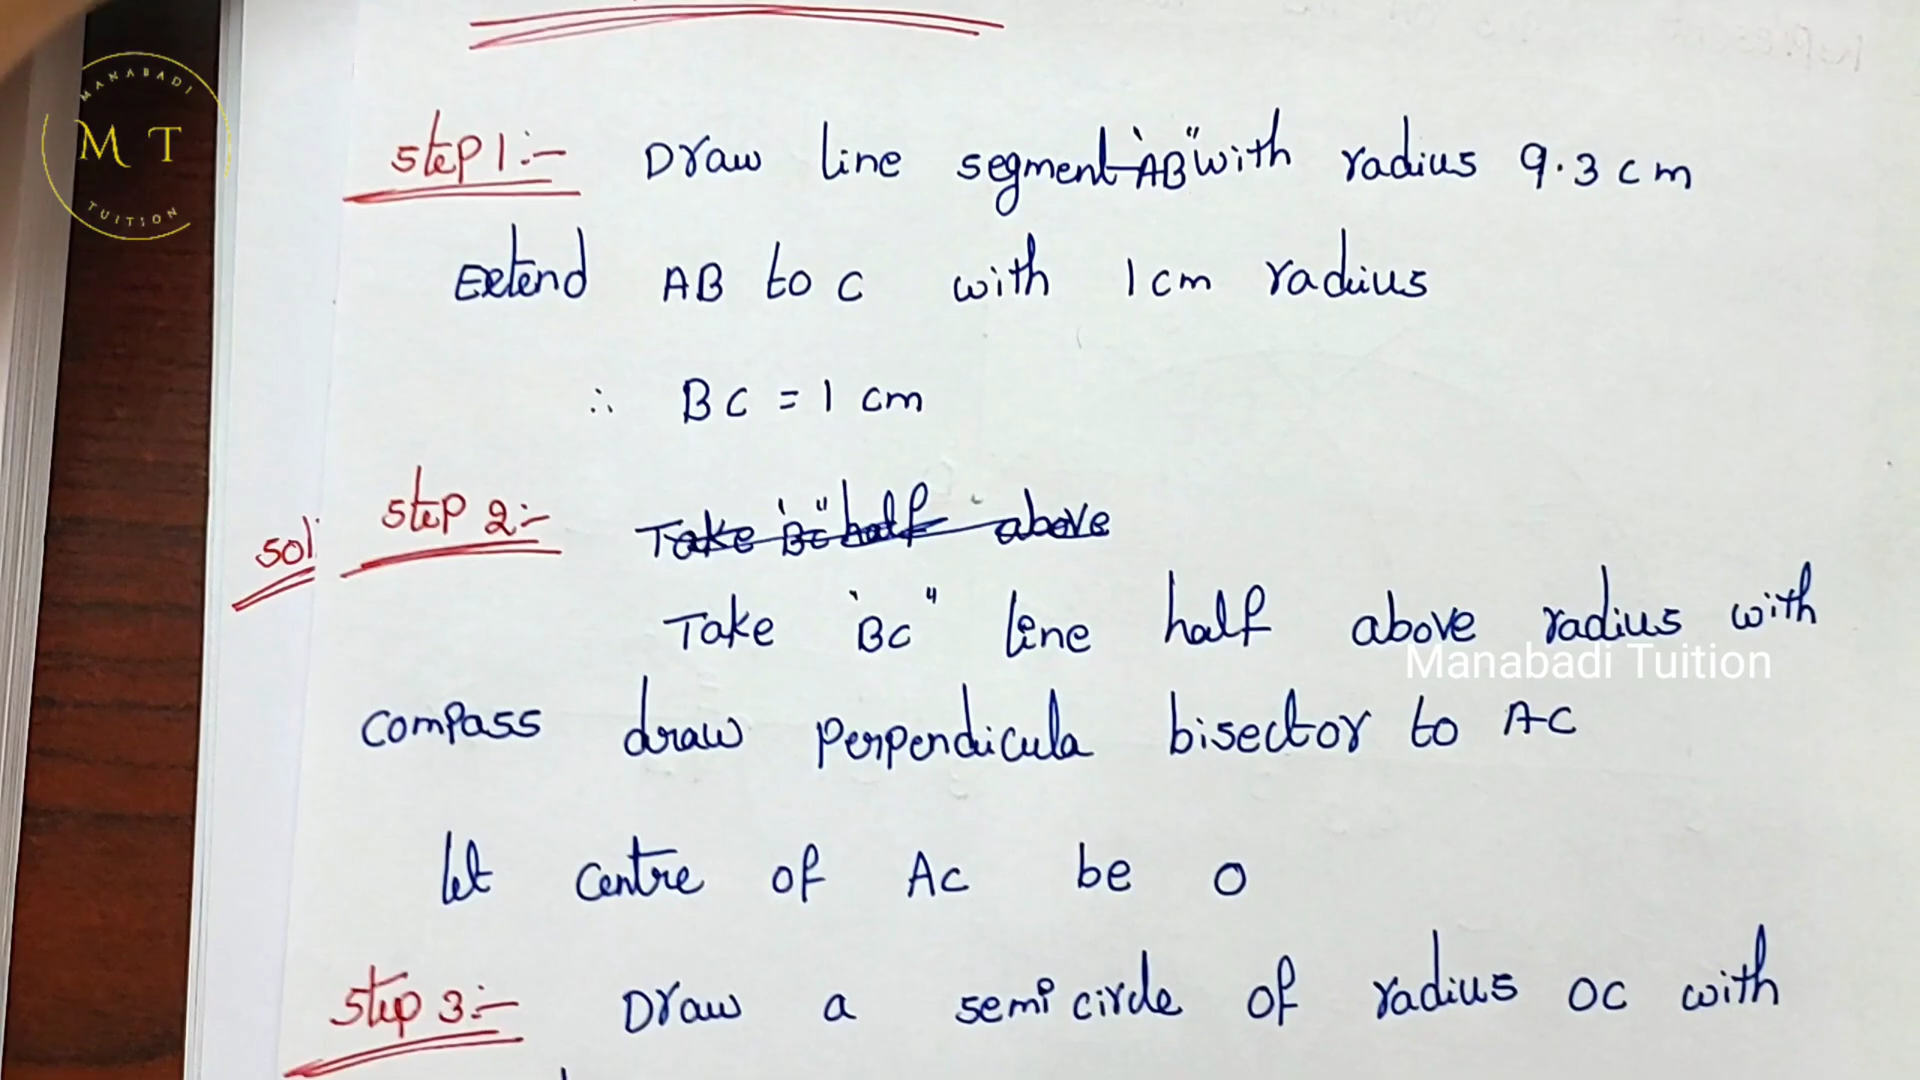 MANABADI
MT
TUITION
Step 1:- Draw line segment "AB" with radius 9.3 cm
Extend AB to C with 1 cm radius
∴ BC = 1 cm
Sol:
Step 2:- Take "BC" half above
Take "BC" line half above radius with
Manabadi Tuition
compass draw perpendicula bisector to AC
let centre of AC be O
Step 3:- Draw a semi circle of radius OC with